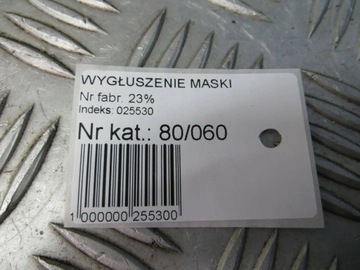 WYGŁUSZENIE MASKI
Nr fabr. 23%
Indeks: 025530
Nr kat.: 80/060
1 000000 255300